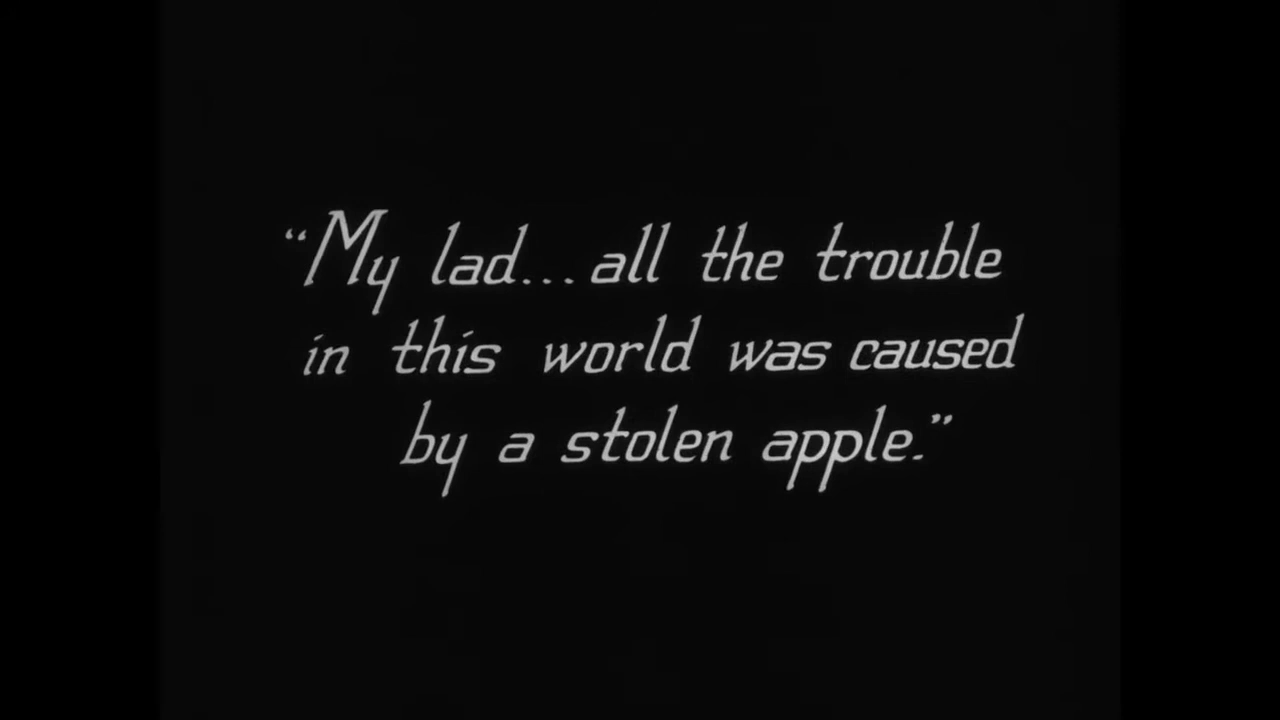 “My lad...all the trouble
in this world was caused
by a stolen apple.”